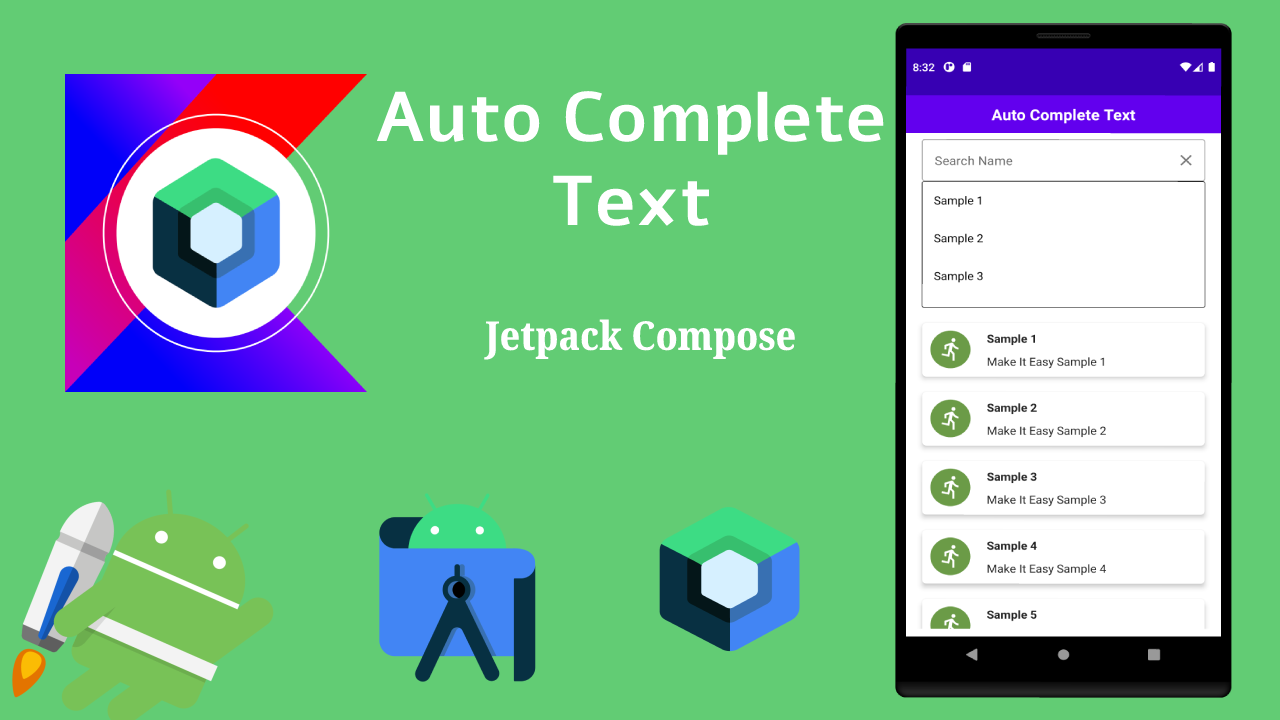 Auto Complete
Text
Jetpack Compose
8:32
Auto Complete Text
Search Name
Sample 1
Sample 2
Sample 3
Sample 1
Make It Easy Sample 1
Sample 2
Make It Easy Sample 2
Sample 3
Make It Easy Sample 3
Sample 4
Make It Easy Sample 4
Sample 5